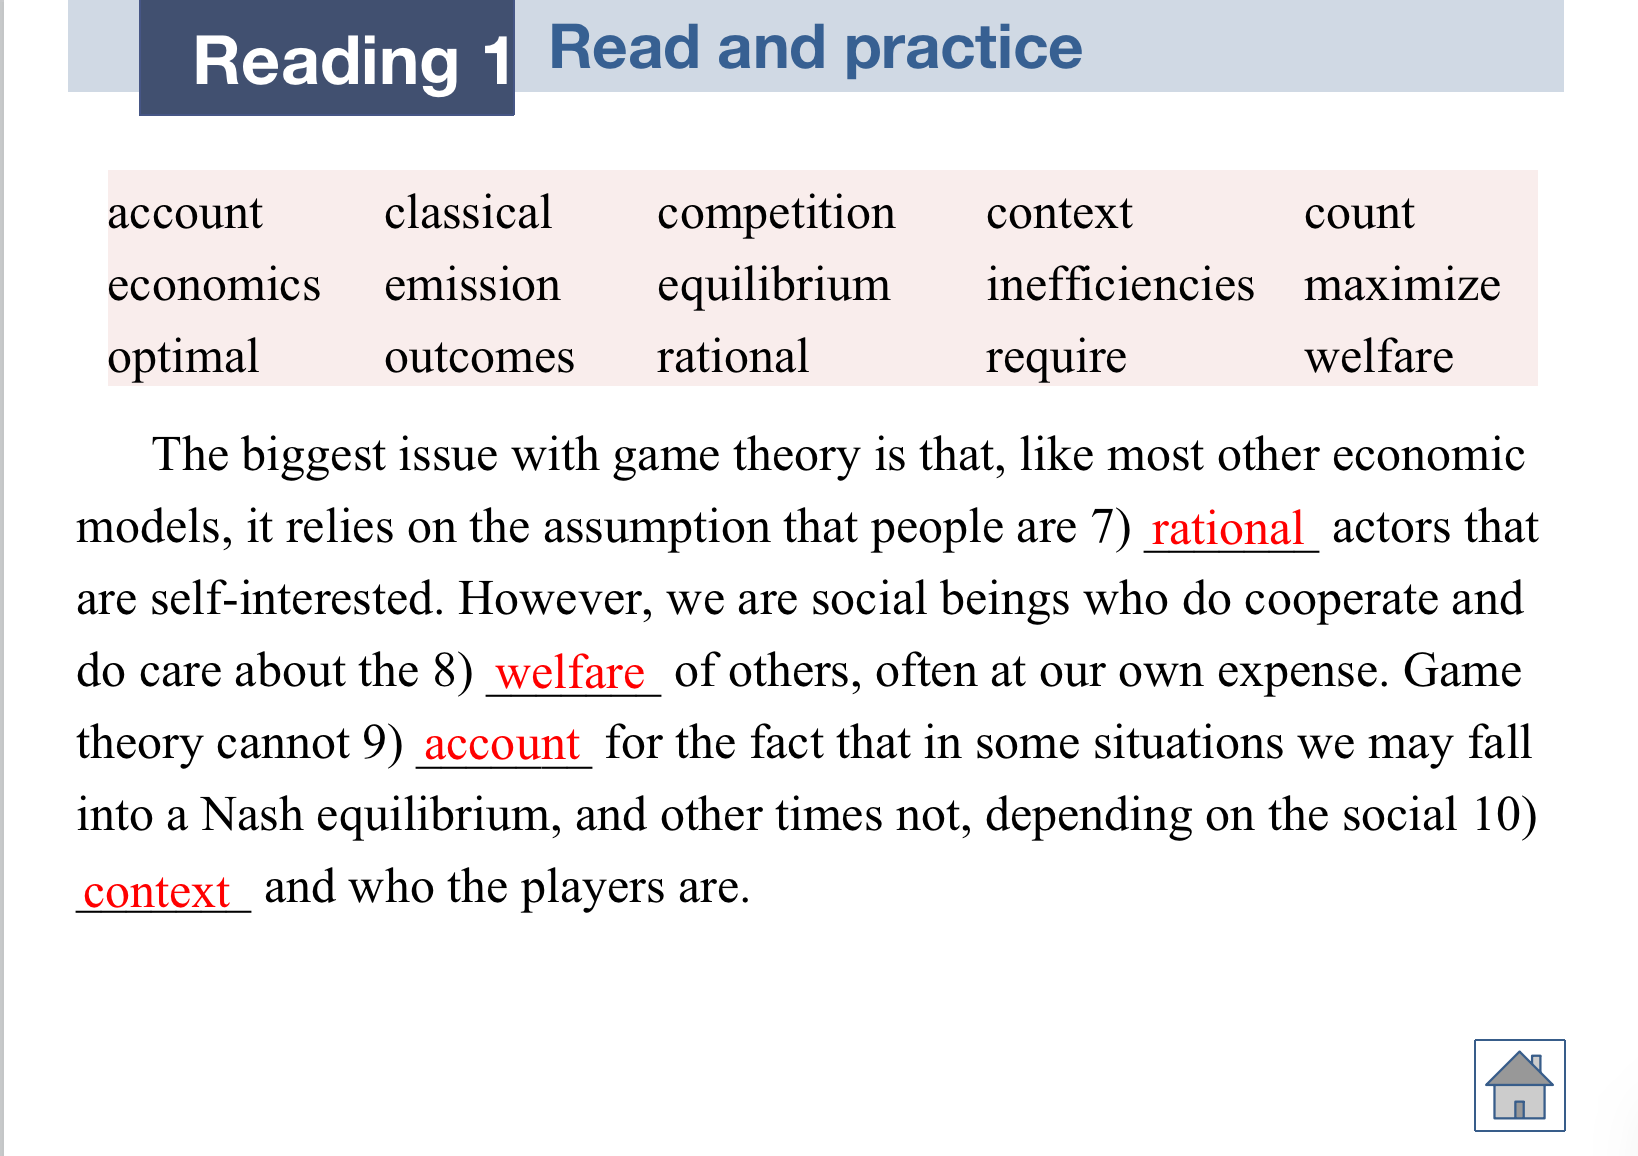 Reading 1 Read and practice
account classical competition context count
economics emission equilibrium inefficiencies maximize
optimal outcomes rational require welfare
The biggest issue with game theory is that, like most other economic
models, it relies on the assumption that people are 7) rational actors that
are self-interested. However, we are social beings who do cooperate and
do care about the 8) welfare of others, often at our own expense. Game
theory cannot 9) account for the fact that in some situations we may fall
into a Nash equilibrium, and other times not, depending on the social 10)
context and who the players are.